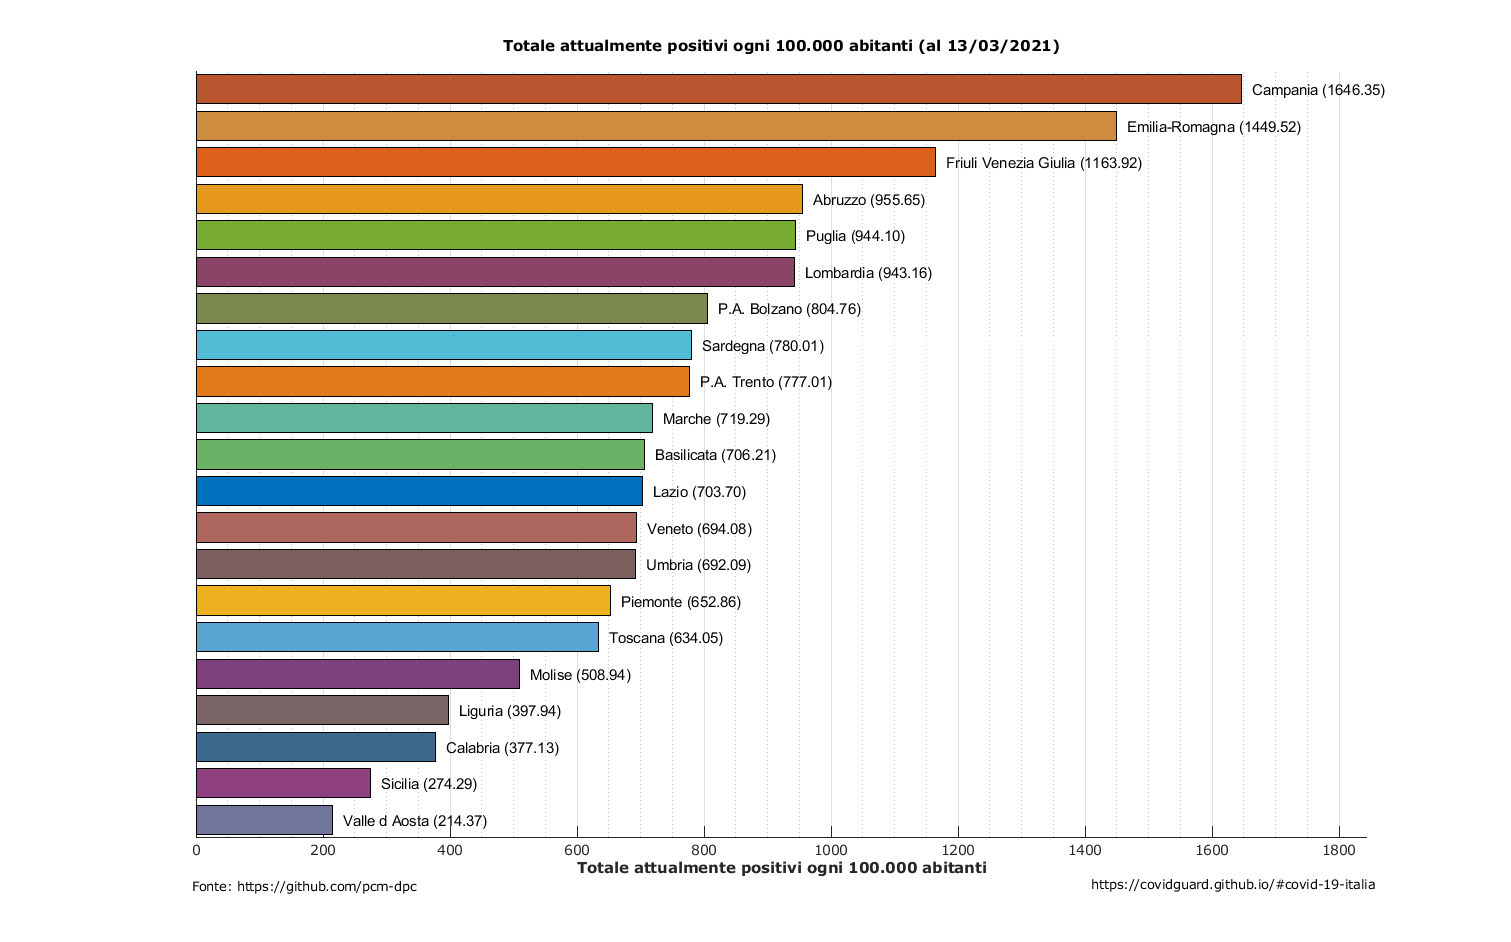 Totale attualmente positivi ogni 100.000 abitanti (al 13/03/2021)
Campania (1646.35)
Emilia-Romagna (1449.52)
Friuli Venezia Giulia (1163.92)
Abruzzo (955.65)
Puglia (944.10)
Lombardia (943.16)
P.A. Bolzano (804.76)
Sardegna (780.01)
P.A. Trento (777.01)
Marche (719.29)
Basilicata (706.21)
Lazio (703.70)
Veneto (694.08)
Umbria (692.09)
Piemonte (652.86)
Toscana (634.05)
Molise (508.94)
Liguria (397.94)
Calabria (377.13)
Sicilia (274.29)
Valle d Aosta (214.37)
0 200 400 600 800 1000 1200 1400 1600 1800
Totale attualmente positivi ogni 100.000 abitanti
Fonte: https://github.com/pcm-dpc
https://covidguard.github.io/#covid-19-italia